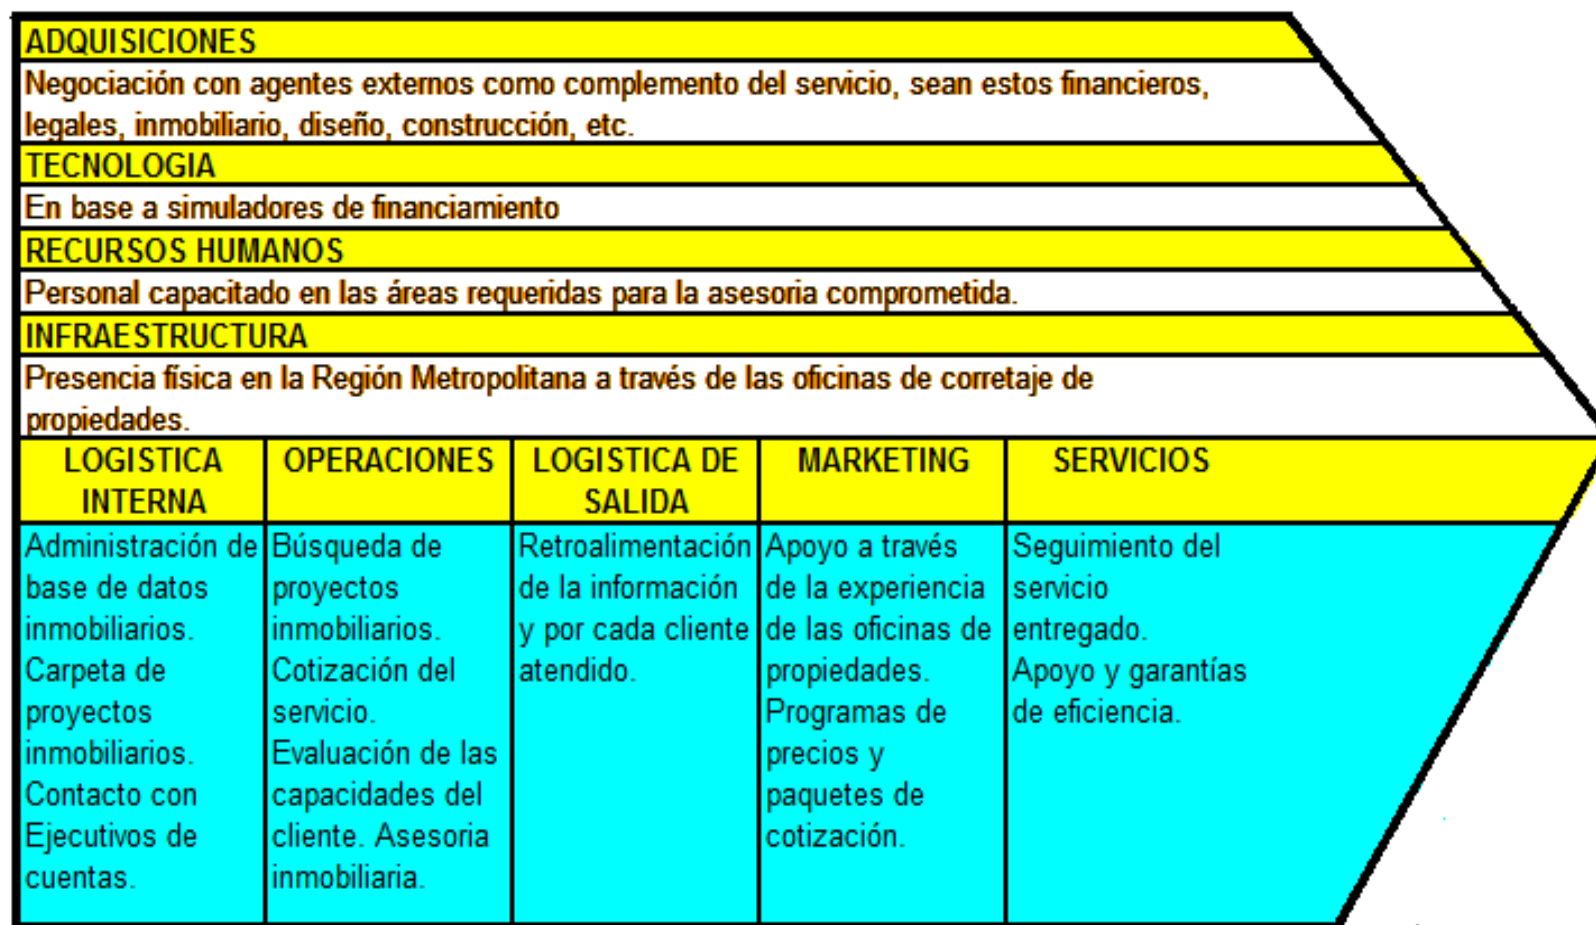 ADQUISICIONES
Negociación con agentes externos como complemento del servicio, sean estos financieros,
legales, inmobiliario, diseño, construcción, etc.
TECNOLOGIA
En base a simuladores de financiamiento
RECURSOS HUMANOS
Personal capacitado en las áreas requeridas para la asesoria comprometida.
INFRAESTRUCTURA
Presencia física en la Región Metropolitana a través de las oficinas de corretaje de
propiedades.
LOGISTICA
INTERNA
Administración de
base de datos
inmobiliarios.
Carpeta de
proyectos
inmobiliarios.
Contacto con
Ejecutivos de
cuentas.
OPERACIONES
Búsqueda de
proyectos
inmobiliarios.
Cotización del
servicio.
Evaluación de las
capacidades del
cliente. Asesoria
inmobiliaria.
LOGISTICA DE
SALIDA
Retroalimentación
de la información
y por cada cliente
atendido.
MARKETING
Apoyo a través
de la experiencia
de las oficinas de
propiedades.
Programas de
precios y
paquetes de
cotización.
SERVICIOS
Seguimiento del
servicio
entregado.
Apoyo y garantías
de eficiencia.